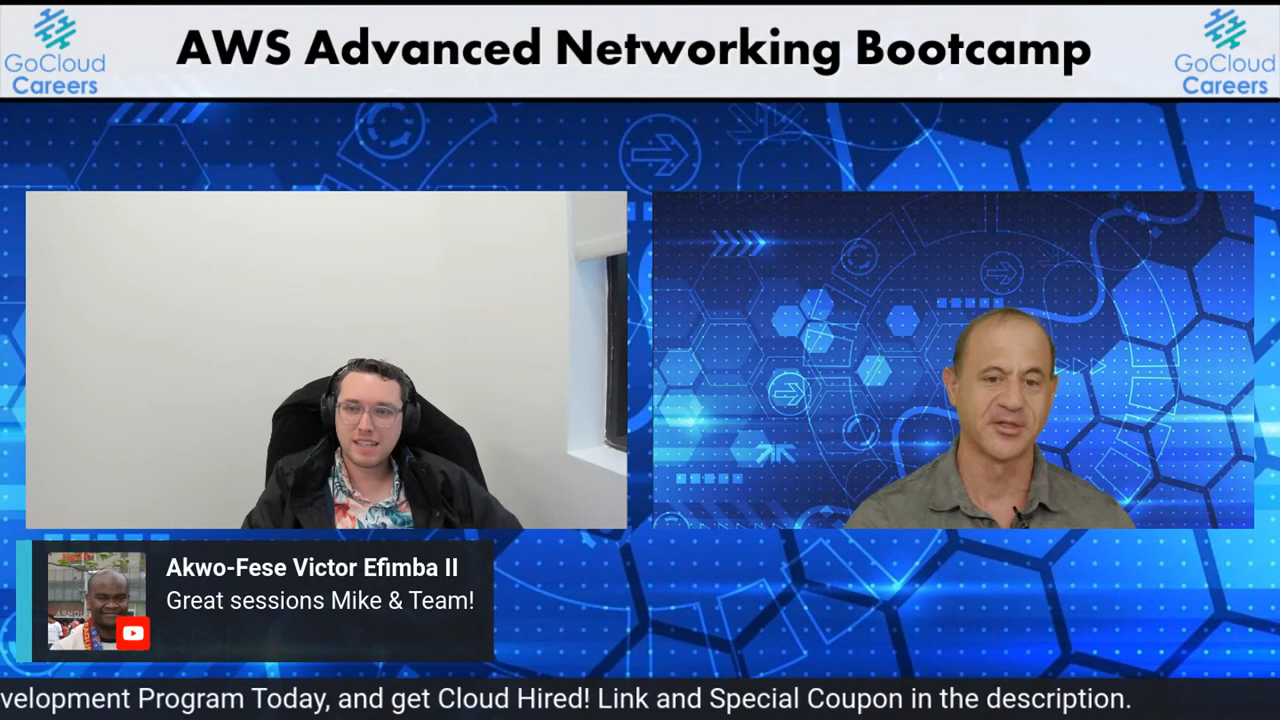 GoCloud
Careers
AWS Advanced Networking Bootcamp
GoCloud
Careers
Akwo-Fese Victor Efimba II
Great sessions Mike & Team!
velopment Program Today, and get Cloud Hired! Link and Special Coupon in the description.